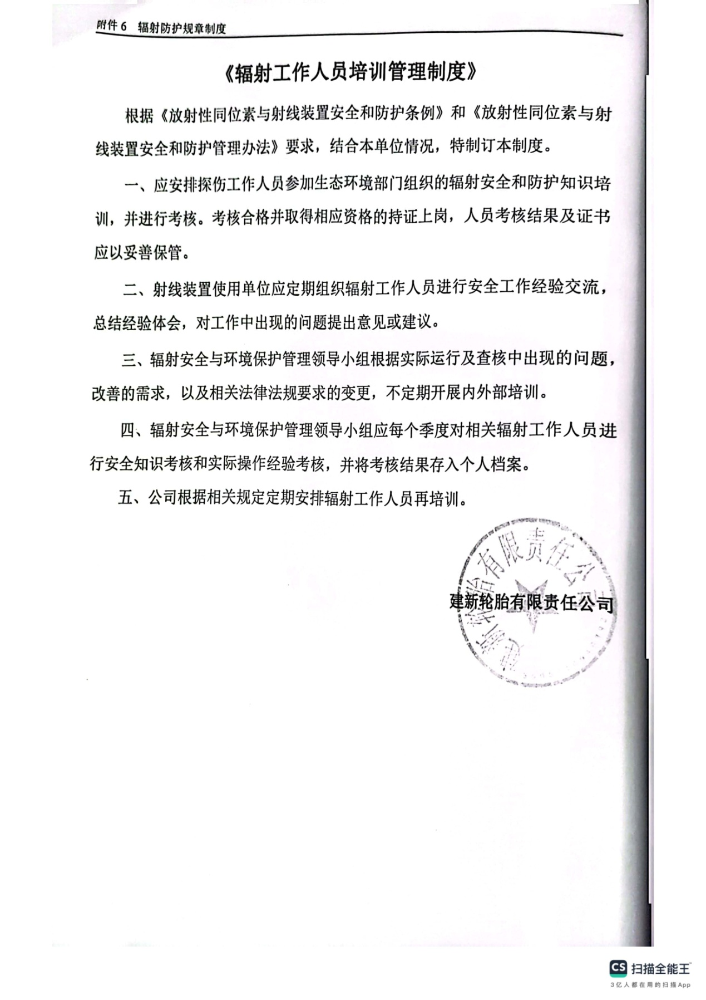 附件 6 辐射防护规章制度
《辐射工作人员培训管理制度》
根据《放射性同位素与射线装置安全和防护条例》和《放射性同位素与射
线装置安全和防护管理办法》要求，结合本单位情况，特制订本制度。
一、应安排探伤工作人员参加生态环境部门组织的辐射安全和防护知识培
训，并进行考核。考核合格并取得相应资格的持证上岗，人员考核结果及证书
应以妥善保管。
二、射线装置使用单位应定期组织辐射工作人员进行安全工作经验交流，
总结经验体会，对工作中出现的问题提出意见或建议。
三、辐射安全与环境保护管理领导小组根据实际运行及查核中出现的问题，
改善的需求，以及相关法律法规要求的变更，不定期开展内外部培训。
四、辐射安全与环境保护管理领导小组应每个季度对相关辐射工作人员进
行安全知识考核和实际操作经验考核，并将考核结果存入个人档案。
五、公司根据相关规定定期安排辐射工作人员再培训。
建新轮胎有限责任公司
建新轮胎有限责任公司
CS 扫描全能王
3亿人都在用的扫描App